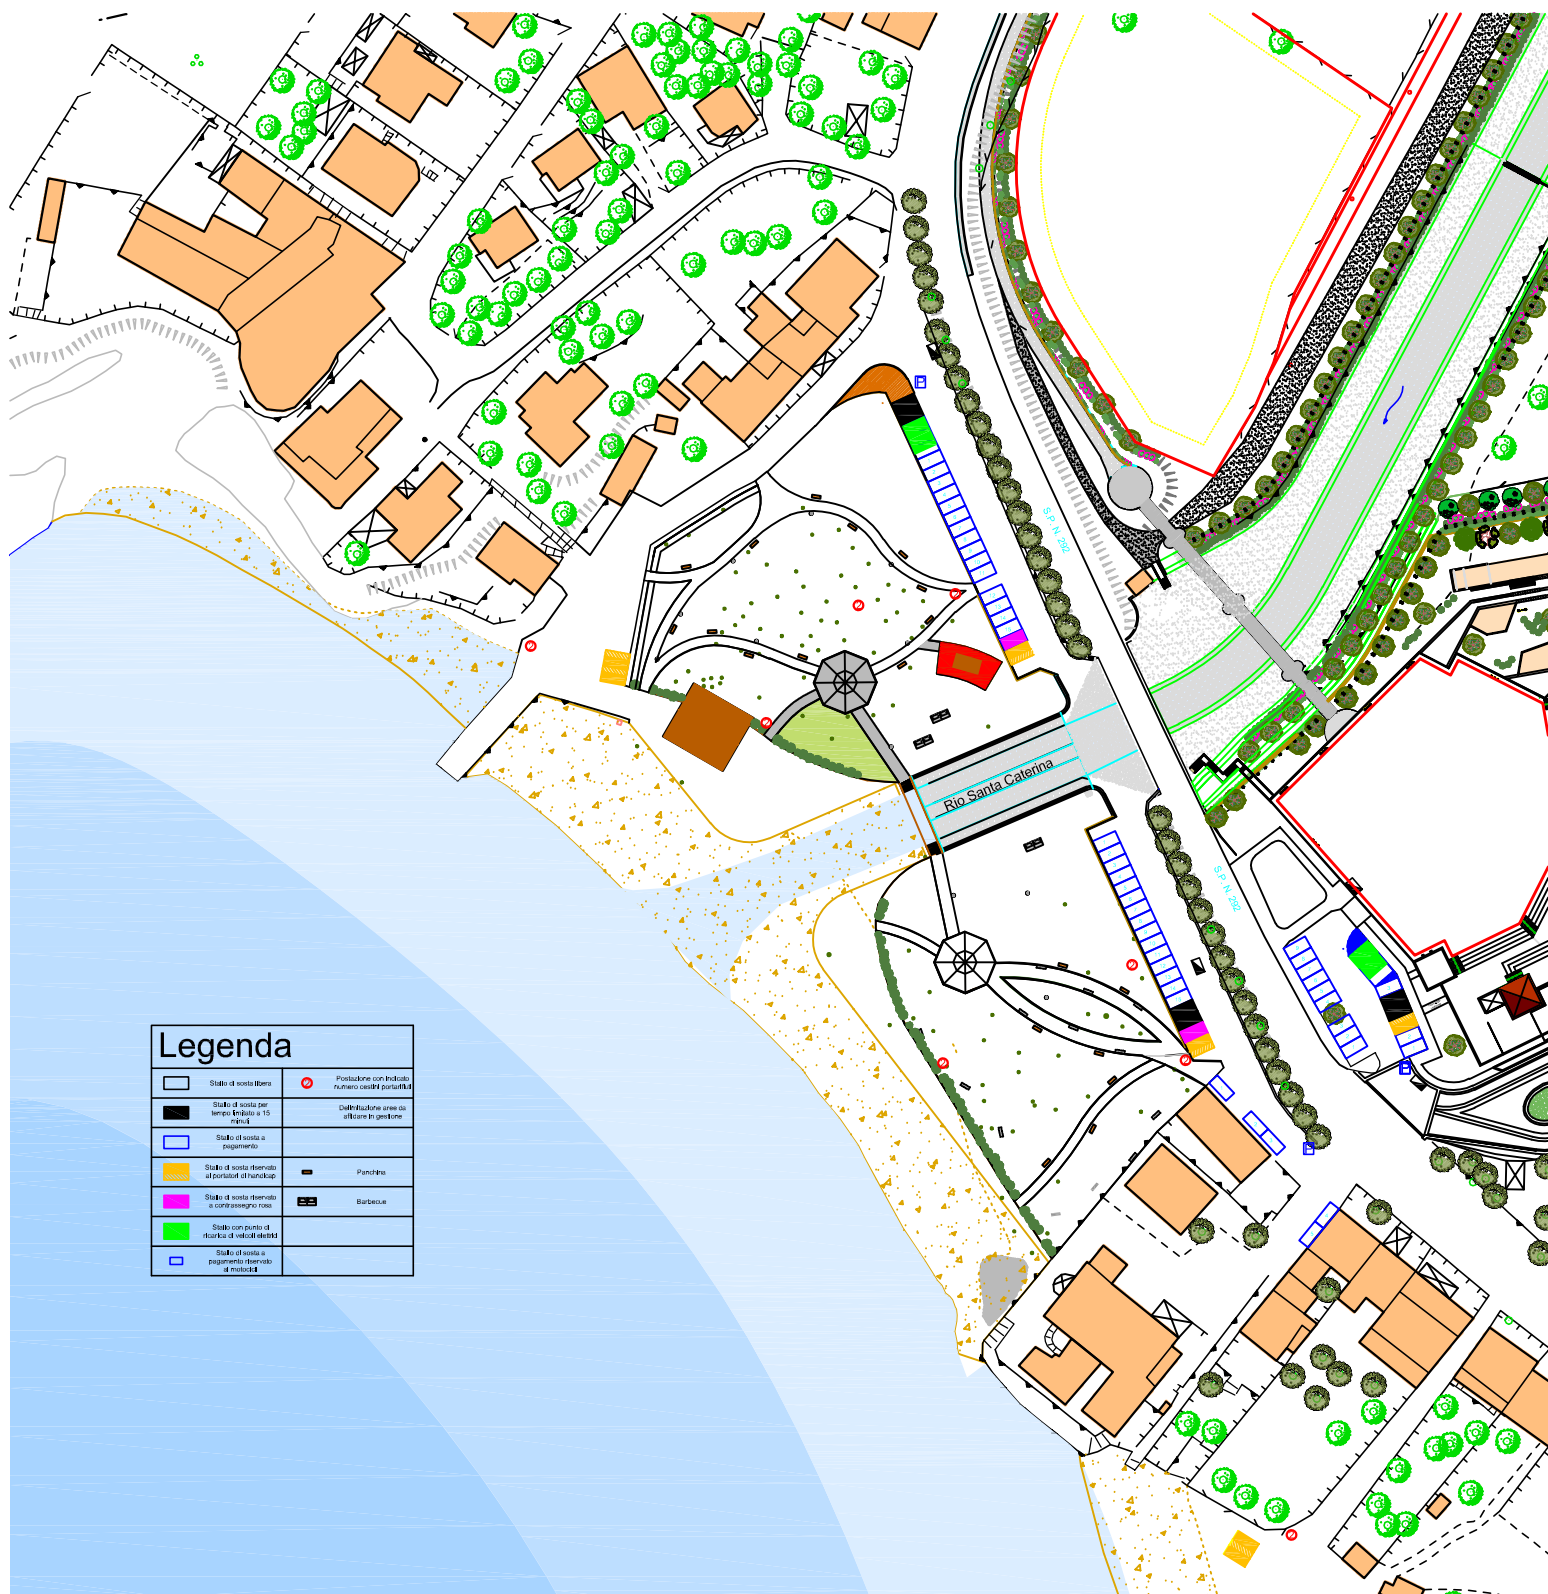 S.P. N. 292
Rio Santa Caterina
S.P. N. 292
Legenda
Stallo di sosta libera
Postazione con indicato
numero cestini portarifiuti
Stallo di sosta per
tempo limitato a 15
minuti
Delimitazione aree da
affidare in gestione
Stallo di sosta a
pagamento
Stallo di sosta riservato
ai portatori di handicap
Panchina
Stallo di sosta riservato
a contrassegno rosa
Barbecue
Stallo con punto di
ricarica di veicoli elettrici
Stallo di sosta a
pagamento riservato
ai motocicli